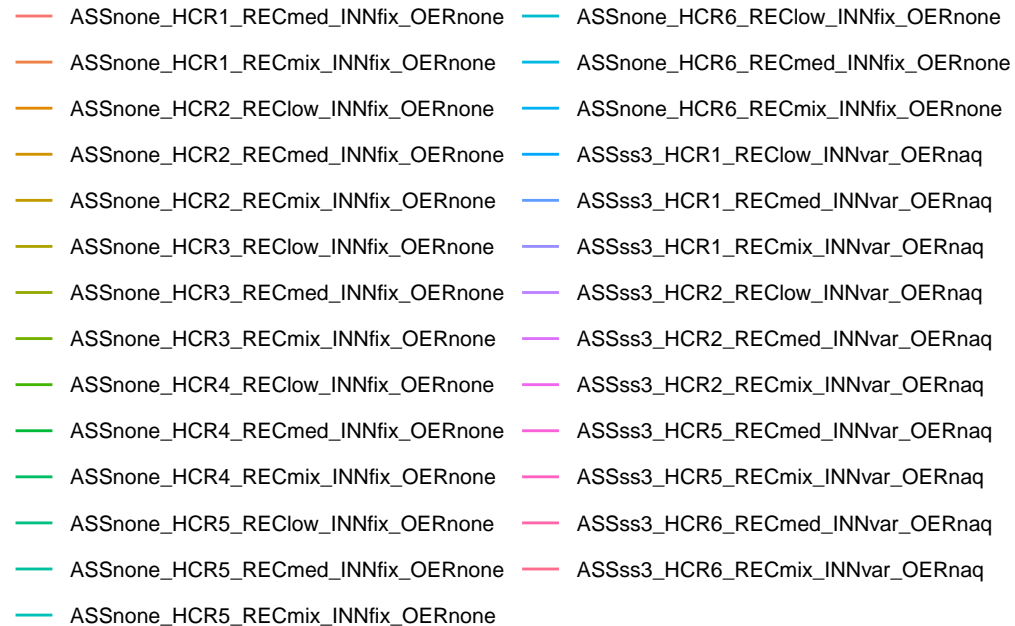 ASSnone_HCR1_RECmed_INNfix_OERnone
ASSnone_HCR1_RECmix_INNfix_OERnone
ASSnone_HCR2_REClow_INNfix_OERnone
ASSnone_HCR2_RECmed_INNfix_OERnone
ASSnone_HCR2_RECmix_INNfix_OERnone
ASSnone_HCR3_REClow_INNfix_OERnone
ASSnone_HCR3_RECmed_INNfix_OERnone
ASSnone_HCR3_RECmix_INNfix_OERnone
ASSnone_HCR4_REClow_INNfix_OERnone
ASSnone_HCR4_RECmed_INNfix_OERnone
ASSnone_HCR4_RECmix_INNfix_OERnone
ASSnone_HCR5_REClow_INNfix_OERnone
ASSnone_HCR5_RECmed_INNfix_OERnone
ASSnone_HCR5_RECmix_INNfix_OERnone
ASSnone_HCR6_REClow_INNfix_OERnone
ASSnone_HCR6_RECmed_INNfix_OERnone
ASSnone_HCR6_RECmix_INNfix_OERnone
ASSss3_HCR1_REClow_INNvar_OERnaq
ASSss3_HCR1_RECmed_INNvar_OERnaq
ASSss3_HCR1_RECmix_INNvar_OERnaq
ASSss3_HCR2_REClow_INNvar_OERnaq
ASSss3_HCR2_RECmed_INNvar_OERnaq
ASSss3_HCR2_RECmix_INNvar_OERnaq
ASSss3_HCR5_RECmed_INNvar_OERnaq
ASSss3_HCR5_RECmix_INNvar_OERnaq
ASSss3_HCR6_RECmed_INNvar_OERnaq
ASSss3_HCR6_RECmix_INNvar_OERnaq